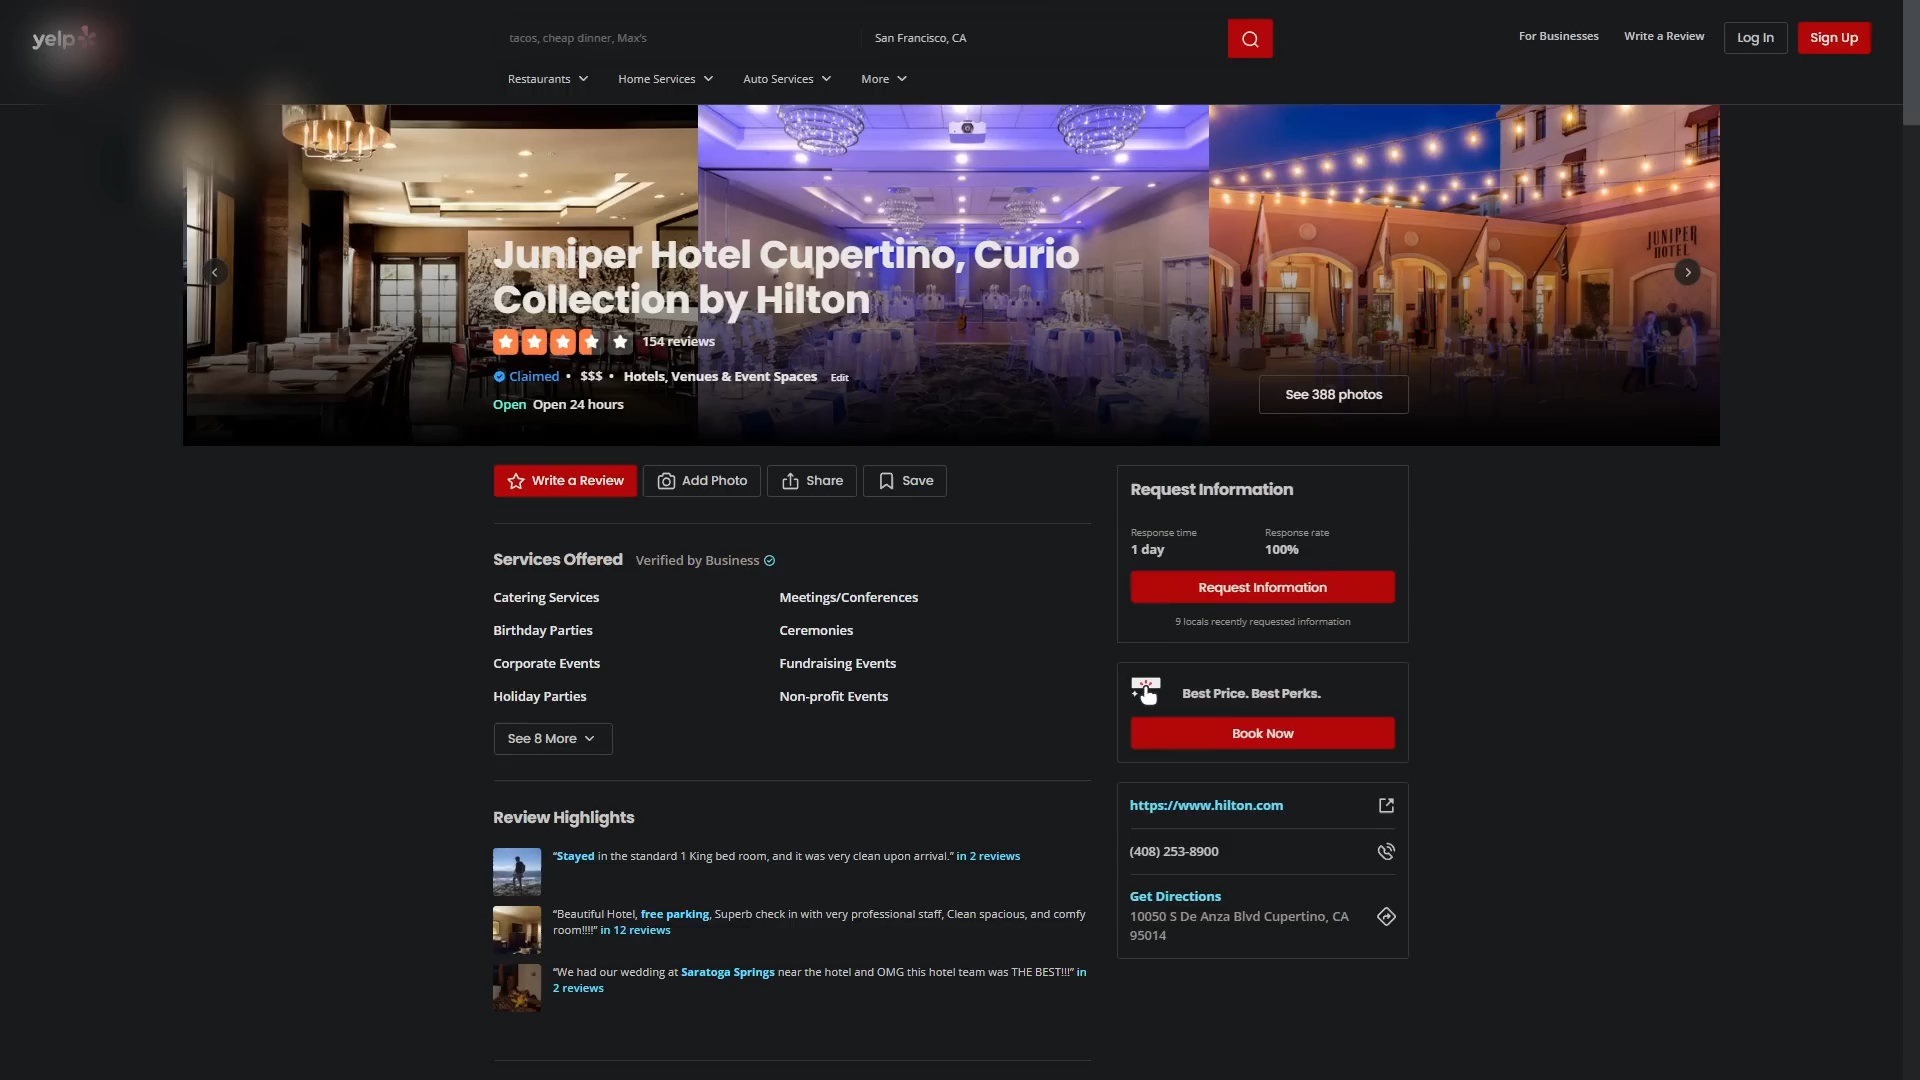 yelp
tacos, cheap dinner, Max's
San Francisco, CA
For Businesses
Write a Review
Log In
Sign Up
Restaurants
Home Services
Auto Services
More
JUNIPER
HOTEL
Juniper Hotel Cupertino, Curio
Collection by Hilton
154 reviews
Claimed • $$$ • Hotels, Venues & Event Spaces Edit
Open Open 24 hours
See 388 photos
Write a Review
Add Photo
Share
Save
Services Offered Verified by Business
Catering Services
Meetings/Conferences
Birthday Parties
Ceremonies
Corporate Events
Fundraising Events
Holiday Parties
Non-profit Events
See 8 More
Review Highlights
“Stayed in the standard 1 King bed room, and it was very clean upon arrival.” in 2 reviews
“Beautiful Hotel, free parking, Superb check in with very professional staff, Clean spacious, and comfy
room!!!!” in 12 reviews
“We had our wedding at Saratoga Springs near the hotel and OMG this hotel team was THE BEST!!!” in
2 reviews
Request Information
Response time
Response rate
1 day
100%
Request Information
9 locals recently requested information
Best Price. Best Perks.
Book Now
https://www.hilton.com
(408) 253-8900
Get Directions
10050 S De Anza Blvd Cupertino, CA
95014